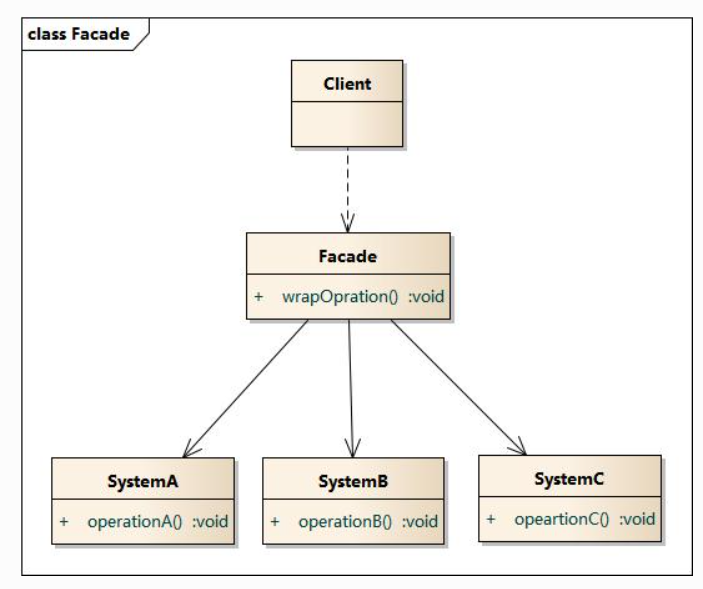 class Facade
Client
Facade
+ wrapOpration() :void
SystemA
+ operationA() :void
SystemB
+ operationB() :void
SystemC
+ opeartionC() :void